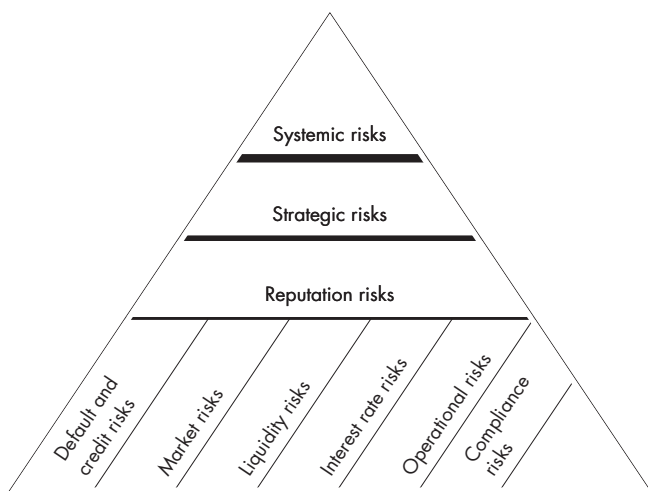 Systemic risks
Strategic risks
Reputation risks
Default and
credit risks
Market risks
Liquidity risks
Interest rate risks
Operational risks
Compliance
risks